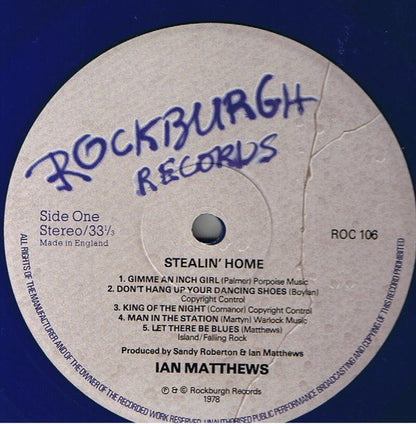 ROCKBURGH
RECORDS
Side One
Stereo/33⅓
Made in England
ROC 106
STEALIN' HOME
1. GIMME AN INCH GIRL (Palmer) Porpoise Music
2. DON'T HANG UP YOUR DANCING SHOES (Boylan)
Copyright Control
3. KING OF THE NIGHT (Comanor) Copyright Control
4. MAN IN THE STATION (Martyn) Warlock Music
5. LET THERE BE BLUES (Matthews)
Island/Falling Rock
Produced by Sandy Roberton & Ian Matthews
IAN MATTHEWS
℗ & © Rockburgh Records
1978
ALL RIGHTS OF THE MANUFACTURER AND OF THE OWNER OF THE RECORDED WORK RESERVED. UNAUTHORISED PUBLIC PERFORMANCE BROADCASTING AND COPYING OF THIS RECORD PROHIBITED